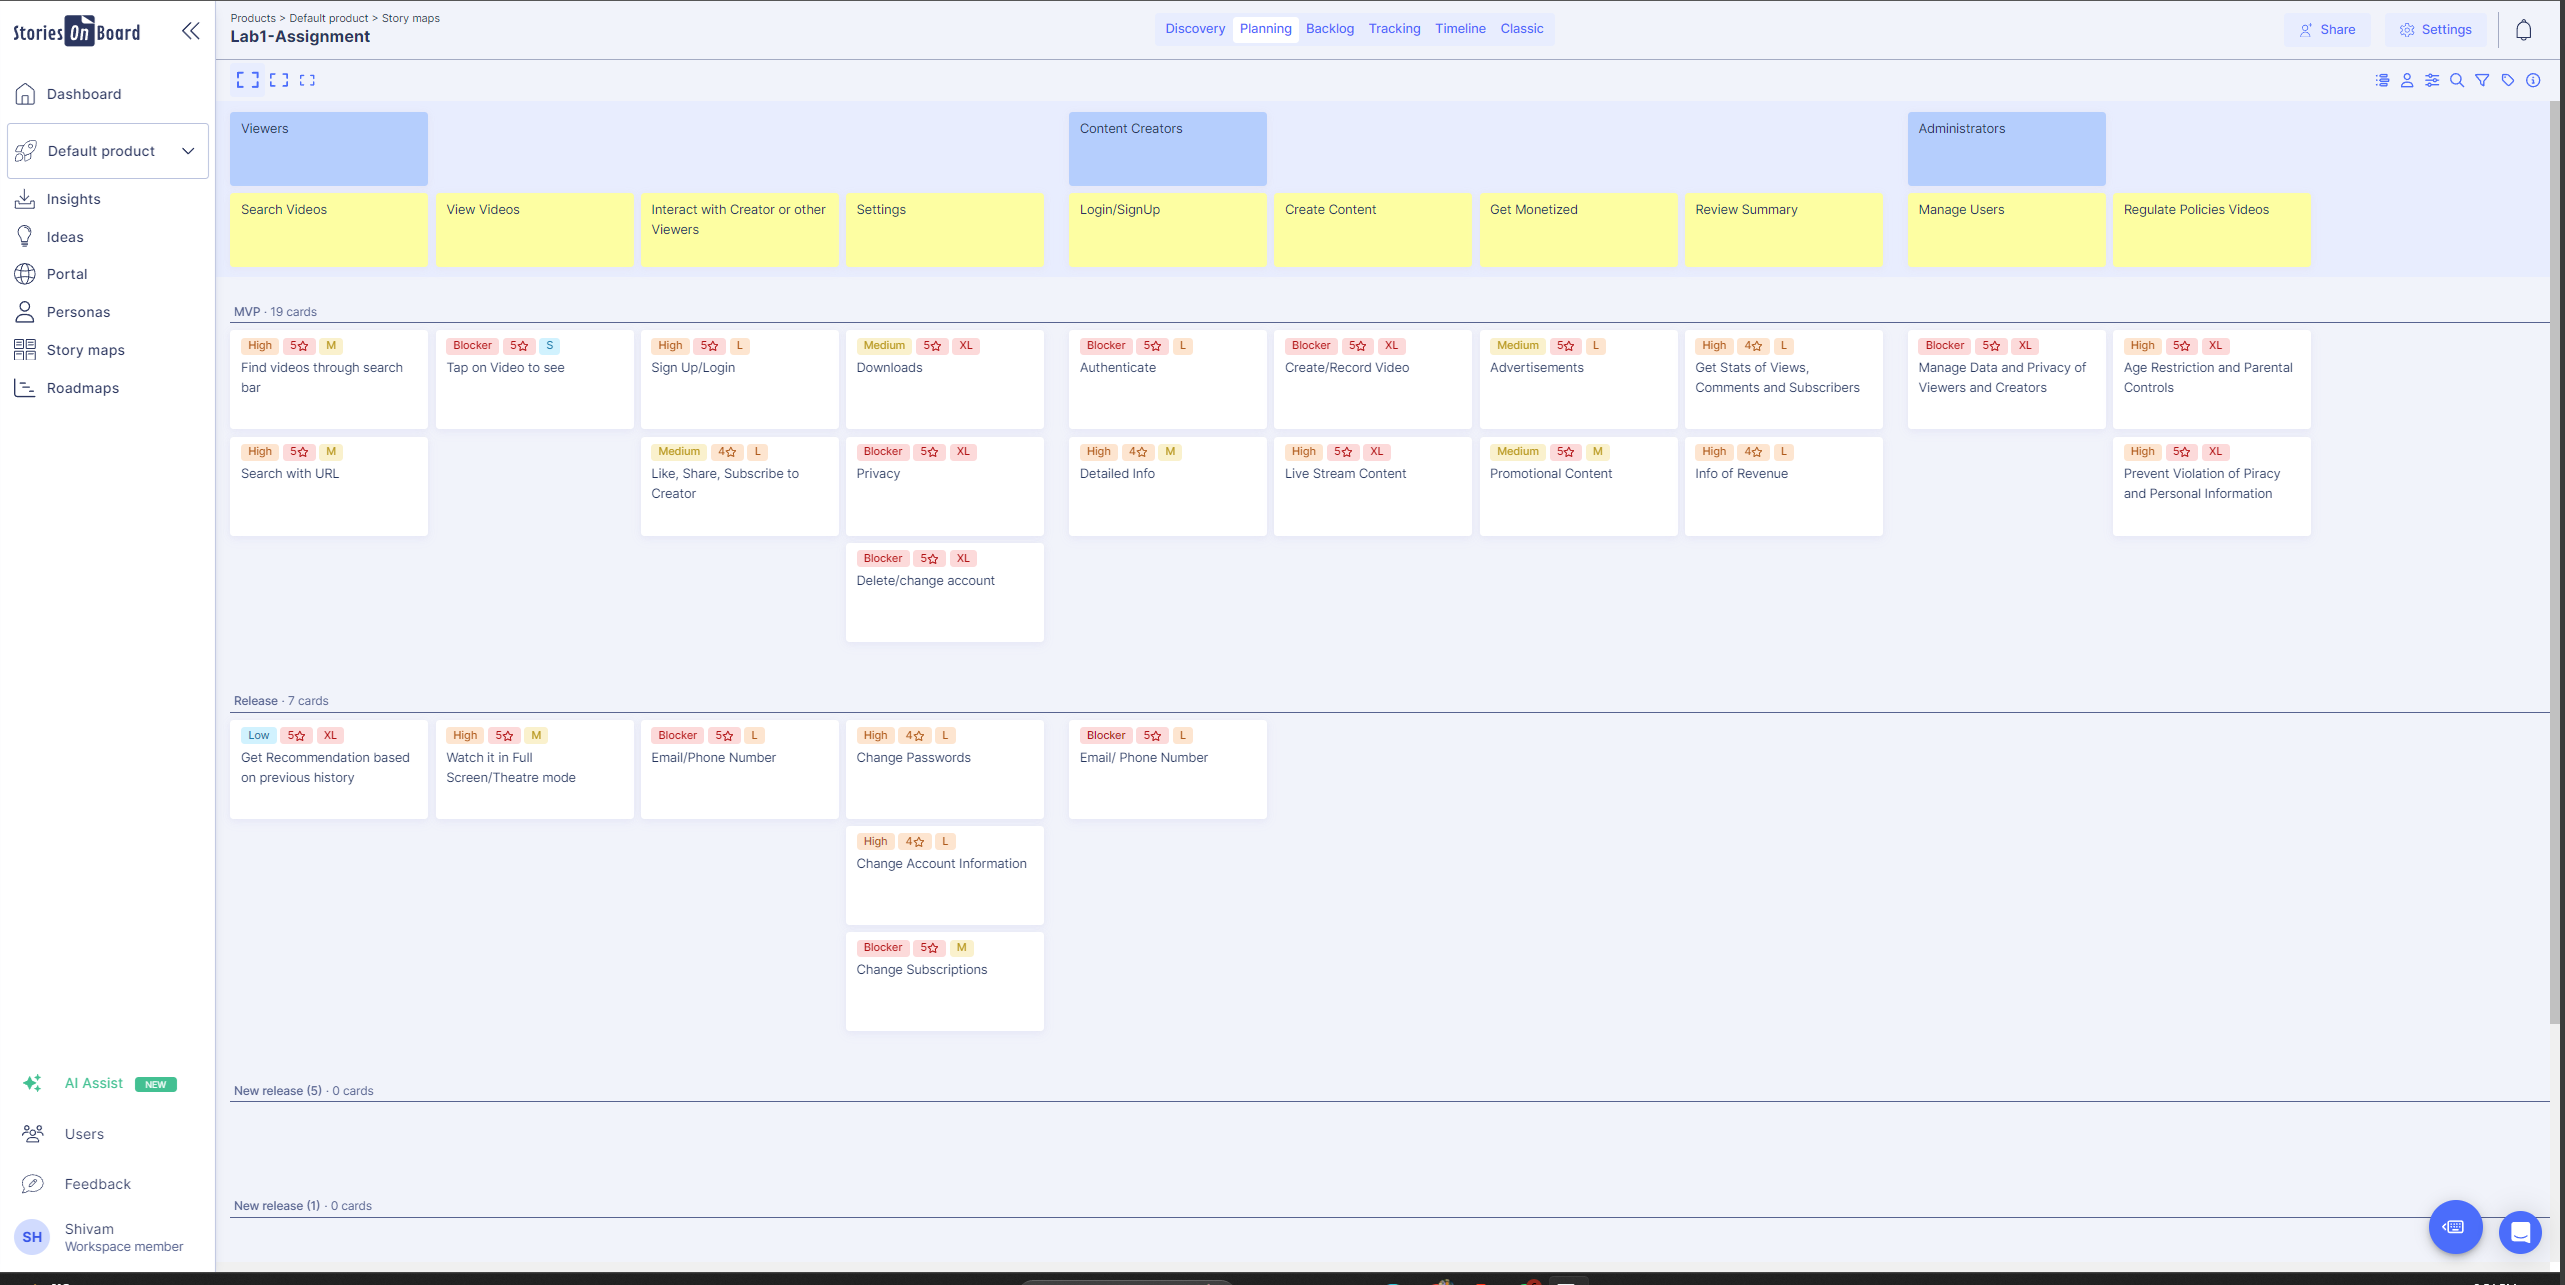 Stories On Board
Dashboard
Default product
Insights
Ideas
Portal
Personas
Story maps
Roadmaps
AI Assist NEW
Users
Feedback
SH
Shivam
Workspace member
Products > Default product > Story maps
Lab1-Assignment
Discovery Planning Backlog Tracking Timeline Classic
Share
Settings
Viewers
Content Creators
Administrators
Search Videos
View Videos
Interact with Creator or other
Viewers
Settings
Login/SignUp
Create Content
Get Monetized
Review Summary
Manage Users
Regulate Policies Videos
MVP · 19 cards
High 5☆ M
Find videos through search
bar
Blocker 5☆ S
Tap on Video to see
High 5☆ L
Sign Up/Login
Medium 5☆ XL
Downloads
Blocker 5☆ L
Authenticate
Blocker 5☆ XL
Create/Record Video
Medium 5☆ L
Advertisements
High 4☆ L
Get Stats of Views,
Comments and Subscribers
Blocker 5☆ XL
Manage Data and Privacy of
Viewers and Creators
High 5☆ XL
Age Restriction and Parental
Controls
High 5☆ M
Search with URL
Medium 4☆ L
Like, Share, Subscribe to
Creator
Blocker 5☆ XL
Privacy
High 4☆ M
Detailed Info
High 5☆ XL
Live Stream Content
Medium 5☆ M
Promotional Content
High 4☆ L
Info of Revenue
High 5☆ XL
Prevent Violation of Piracy
and Personal Information
Blocker 5☆ XL
Delete/change account
Release · 7 cards
Low 5☆ XL
Get Recommendation based
on previous history
High 5☆ M
Watch it in Full
Screen/Theatre mode
Blocker 5☆ L
Email/Phone Number
High 4☆ L
Change Passwords
Blocker 5☆ L
Email/ Phone Number
High 4☆ L
Change Account Information
Blocker 5☆ M
Change Subscriptions
New release (5) · 0 cards
New release (1) · 0 cards